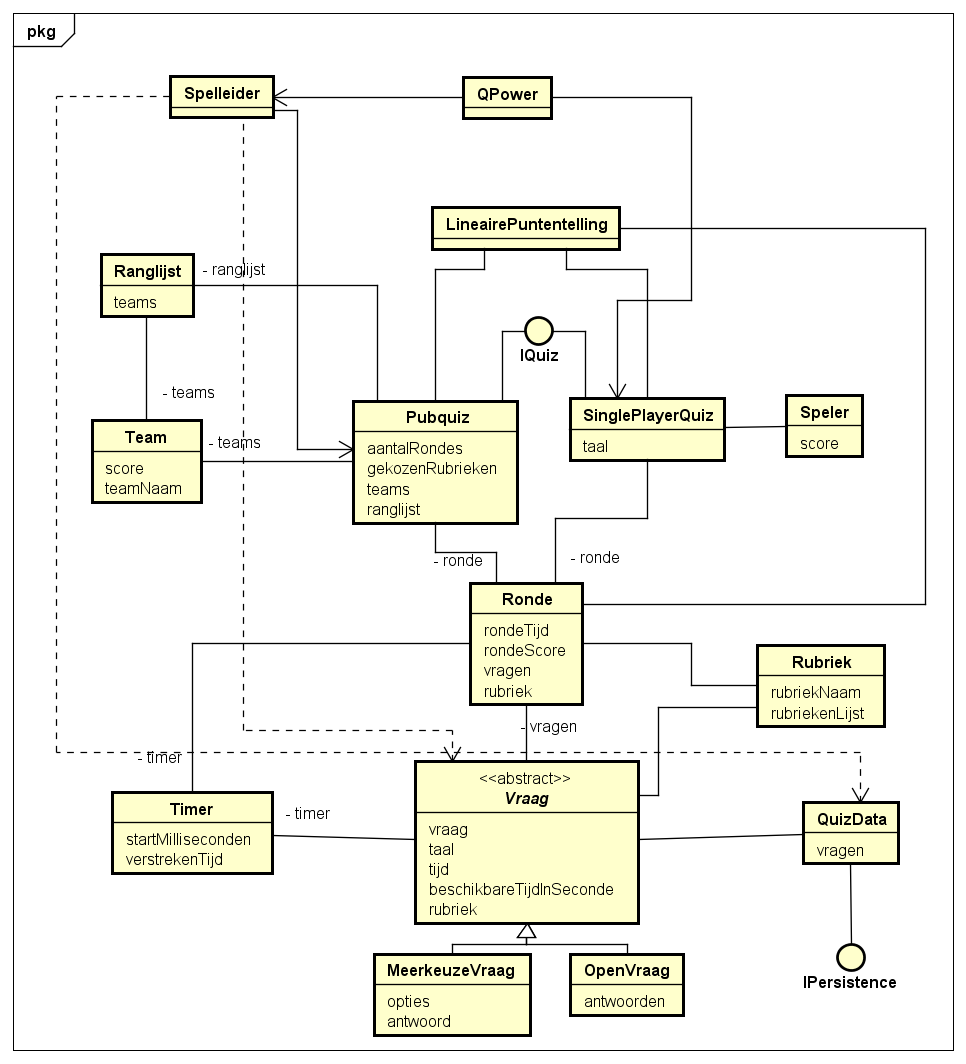 pkg
Spelleider
QPower
LineairePuntentelling
Ranglijst
teams
- ranglijst
IQuiz
- teams
Team
score
teamNaam
- teams
Pubquiz
aantalRondes
gekozenRubrieken
teams
ranglijst
SinglePlayerQuiz
taal
Speler
score
- ronde
- ronde
Ronde
rondeTijd
rondeScore
vragen
rubriek
Rubriek
rubriekNaam
rubriekenLijst
- vragen
- timer
Timer
startMilliseconden
verstrekenTijd
- timer
<<abstract>>
Vraag
vraag
taal
tijd
beschikbareTijdInSeconde
rubriek
QuizData
vragen
MeerkeuzeVraag
opties
antwoord
OpenVraag
antwoorden
IPersistence